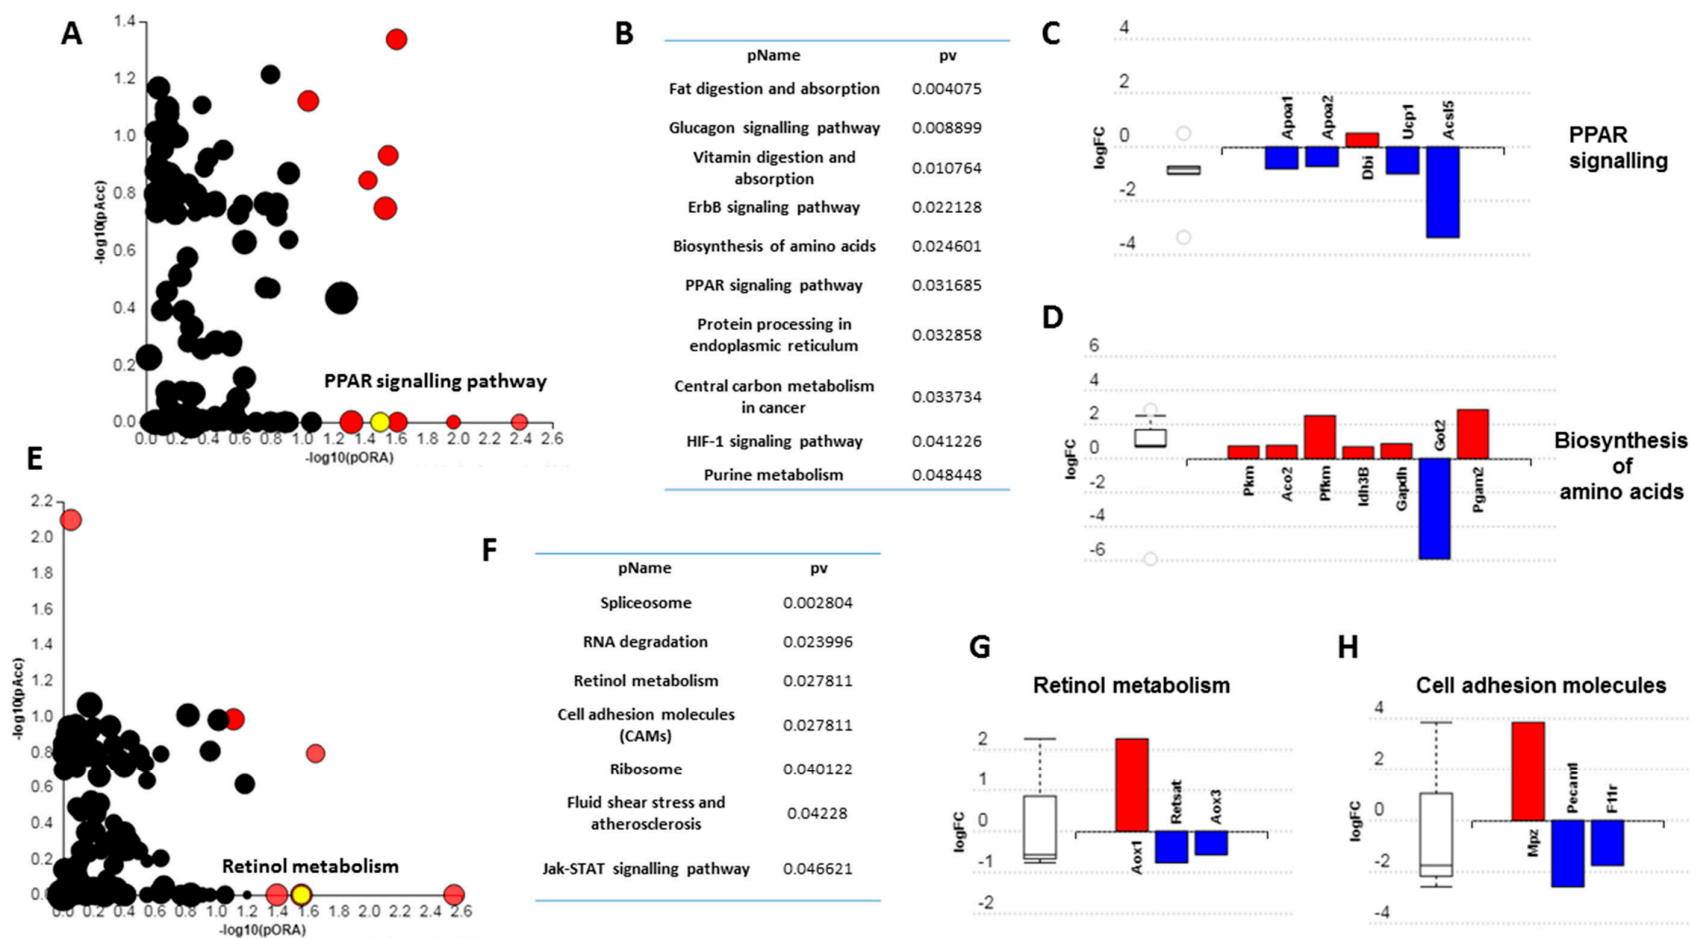 A
1.4
1.2
1.0
0.8
0.6
0.4
0.2
0.0
-log10(pAcc)
PPAR signalling pathway
0.0 0.2 0.4 0.6 0.8 1.0 1.2 1.4 1.6 1.8 2.0 2.2 2.4 2.6
-log10(pORA)
B
pName pv
Fat digestion and absorption 0.004075
Glucagon signalling pathway 0.008899
Vitamin digestion and
absorption 0.010764
ErbB signaling pathway 0.022128
Biosynthesis of amino acids 0.024601
PPAR signaling pathway 0.031685
Protein processing in
endoplasmic reticulum 0.032858
Central carbon metabolism
in cancer 0.033734
HIF-1 signaling pathway 0.041226
Purine metabolism 0.048448
C
4
2
0
-2
-4
logFC
Apoa1
Apoa2
Dbi
Ucp1
Acsl5
PPAR
signalling
D
6
4
2
0
-2
-4
-6
logFC
Pkm
Aco2
Pfkm
Idh3B
Gapdh
Got2
Pgam2
Biosynthesis
of
amino acids
E
2.2
2.0
1.8
1.6
1.4
1.2
1.0
0.8
0.6
0.4
0.2
0.0
-log10(pAcc)
Retinol metabolism
0.0 0.2 0.4 0.6 0.8 1.0 1.2 1.4 1.6 1.8 2.0 2.2 2.4 2.6
-log10(pORA)
F
pName pv
Spliceosome 0.002804
RNA degradation 0.023996
Retinol metabolism 0.027811
Cell adhesion molecules
(CAMs) 0.027811
Ribosome 0.040122
Fluid shear stress and
atherosclerosis 0.04228
Jak-STAT signalling pathway 0.046621
G
Retinol metabolism
2
1
0
-1
-2
logFC
Aox1
Retsat
Aox3
H
Cell adhesion molecules
4
2
0
-2
-4
logFC
Mpz
Pecam1
F11r